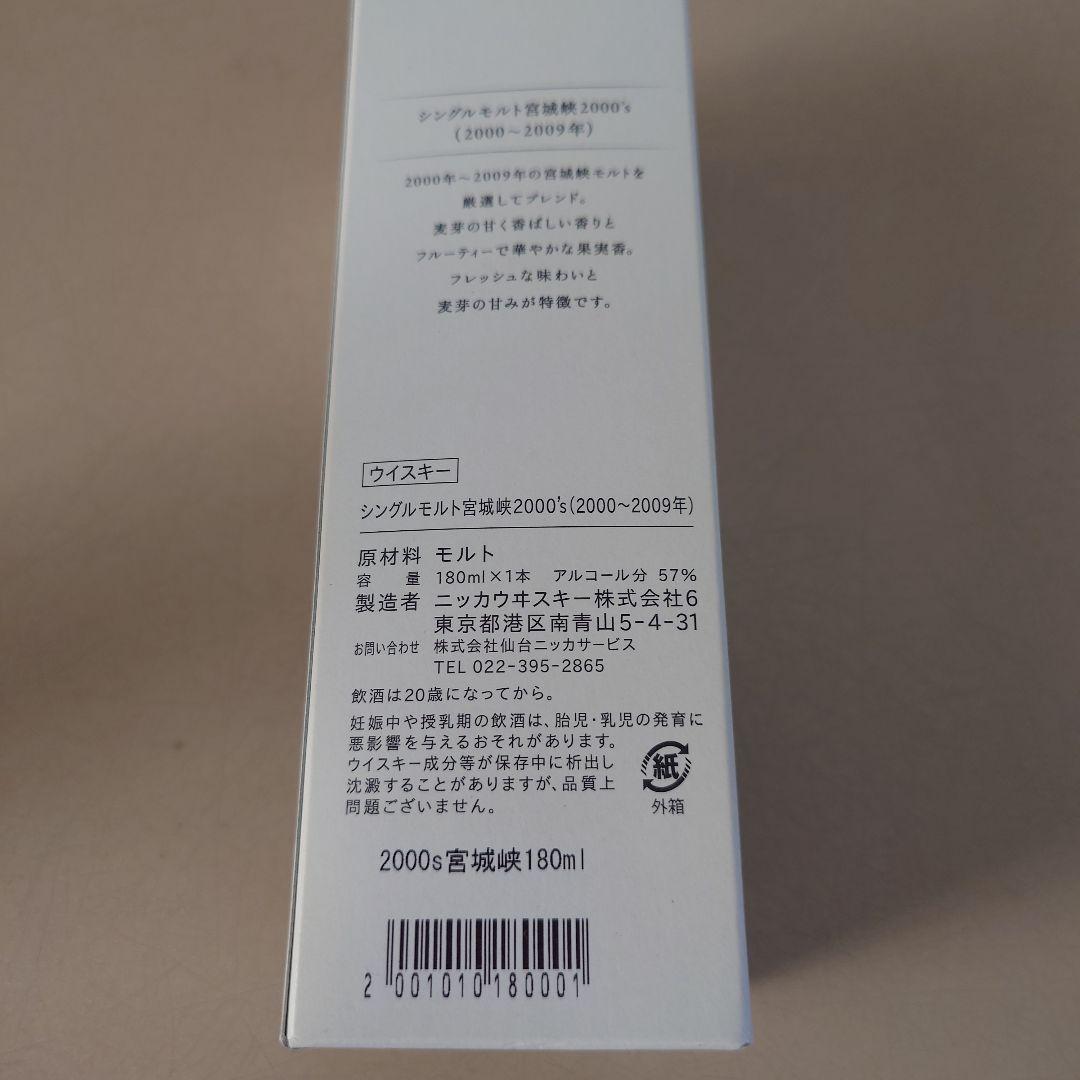 シングルモルト宮城峡2000's
(2000～2009年)
2000年～2009年の宮城峡モルトを
厳選してブレンド。
麦芽の甘く香ばしい香りと
フルーティーで華やかな果実香。
フレッシュな味わいと
麦芽の甘みが特徴です。
ウイスキー
シングルモルト宮城峡2000's(2000～2009年)
原材料 モルト
容量 180ml×1本 アルコール分 57%
製造者 ニッカウヰスキー株式会社6
東京都港区南青山5-4-31
お問い合わせ 株式会社仙台ニッカサービス
TEL 022-395-2865
飲酒は20歳になってから。
妊娠中や授乳期の飲酒は、胎児・乳児の発育に
悪影響を与えるおそれがあります。
ウイスキー成分等が保存中に析出し
沈澱することがありますが、品質上
問題ございません。
紙
外箱
2000s宮城峡180ml
2 001010 180001